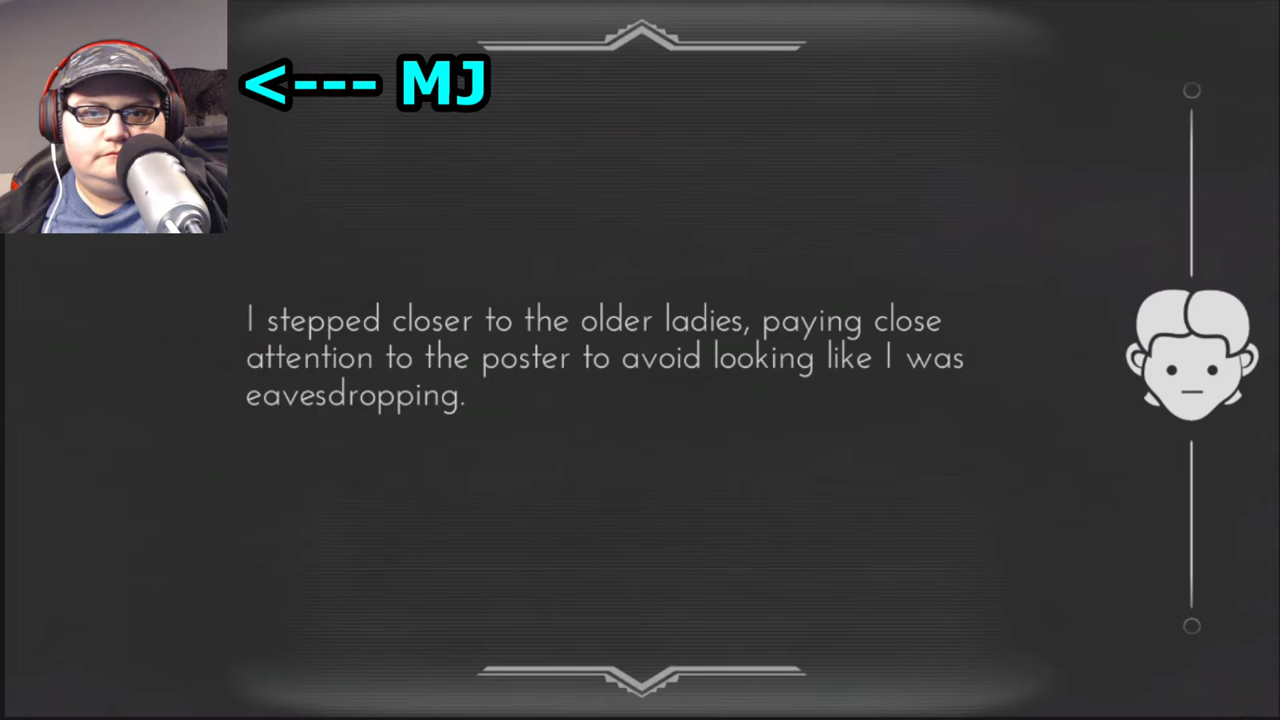 <--- MJ
I stepped closer to the older ladies, paying close
attention to the poster to avoid looking like I was
eavesdropping.